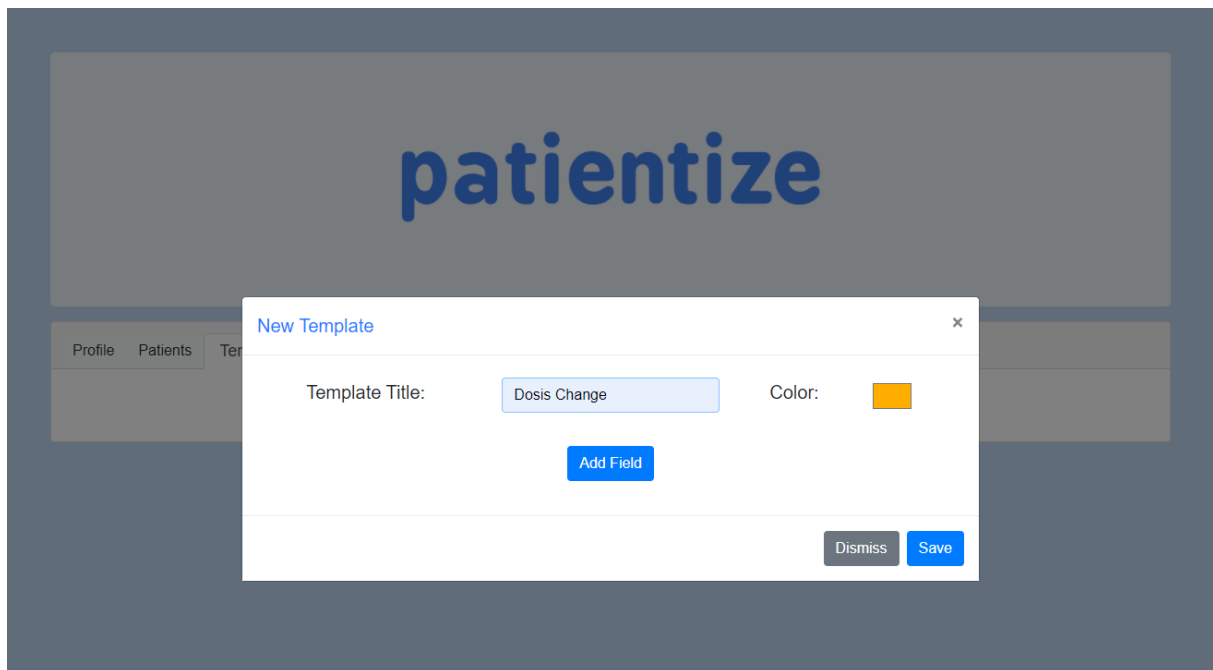 patientize
New Template ×
Profile Patients Ter
Template Title: Dosis Change Color:
Add Field
Dismiss Save